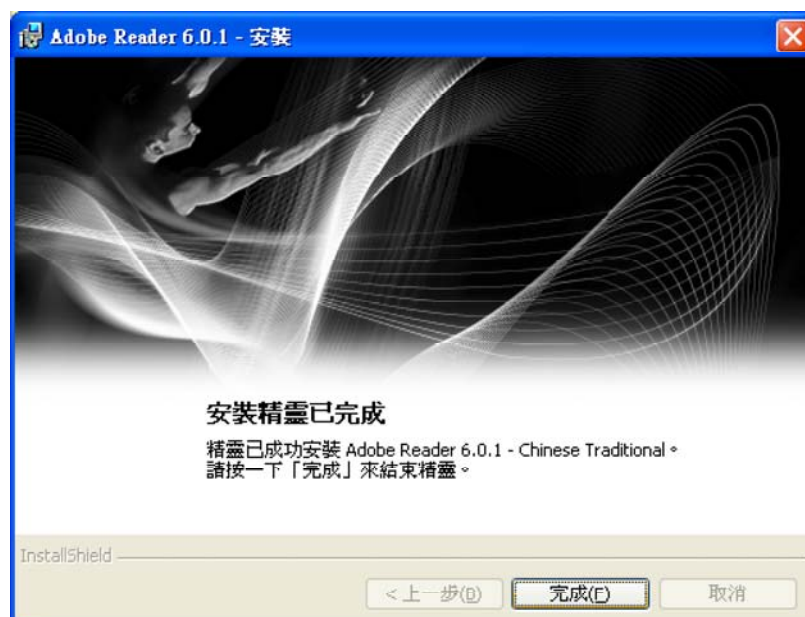 Adobe Reader 6.0.1 - 安裝
安裝精靈已完成
精靈已成功安裝 Adobe Reader 6.0.1 - Chinese Traditional。
請按一下「完成」來結束精靈。
InstallShield
< 上一步(B) 完成(F) 取消